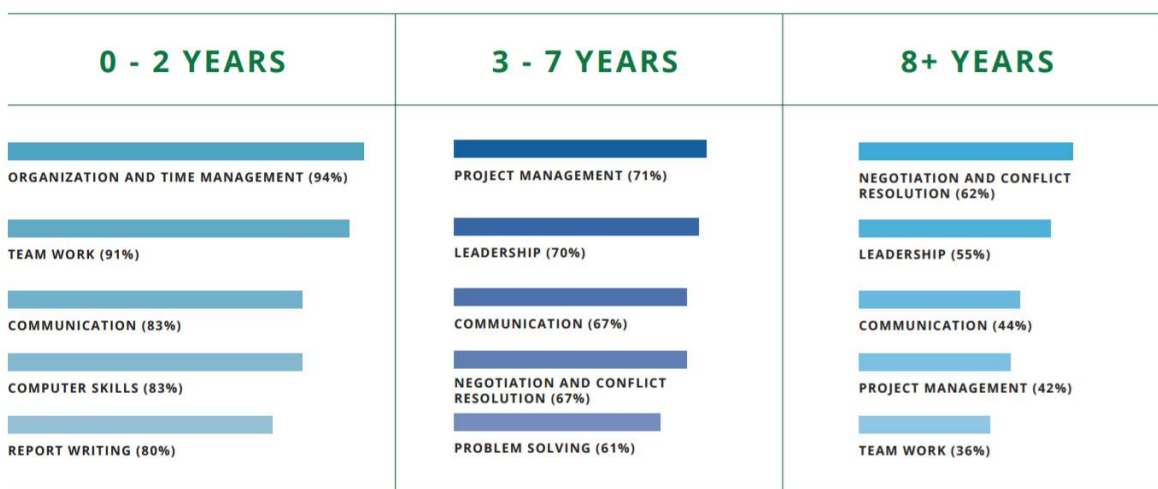 0 - 2 YEARS
ORGANIZATION AND TIME MANAGEMENT (94%)
TEAM WORK (91%)
COMMUNICATION (83%)
COMPUTER SKILLS (83%)
REPORT WRITING (80%)
3 - 7 YEARS
PROJECT MANAGEMENT (71%)
LEADERSHIP (70%)
COMMUNICATION (67%)
NEGOTIATION AND CONFLICT
RESOLUTION (67%)
PROBLEM SOLVING (61%)
8+ YEARS
NEGOTIATION AND CONFLICT
RESOLUTION (62%)
LEADERSHIP (55%)
COMMUNICATION (44%)
PROJECT MANAGEMENT (42%)
TEAM WORK (36%)